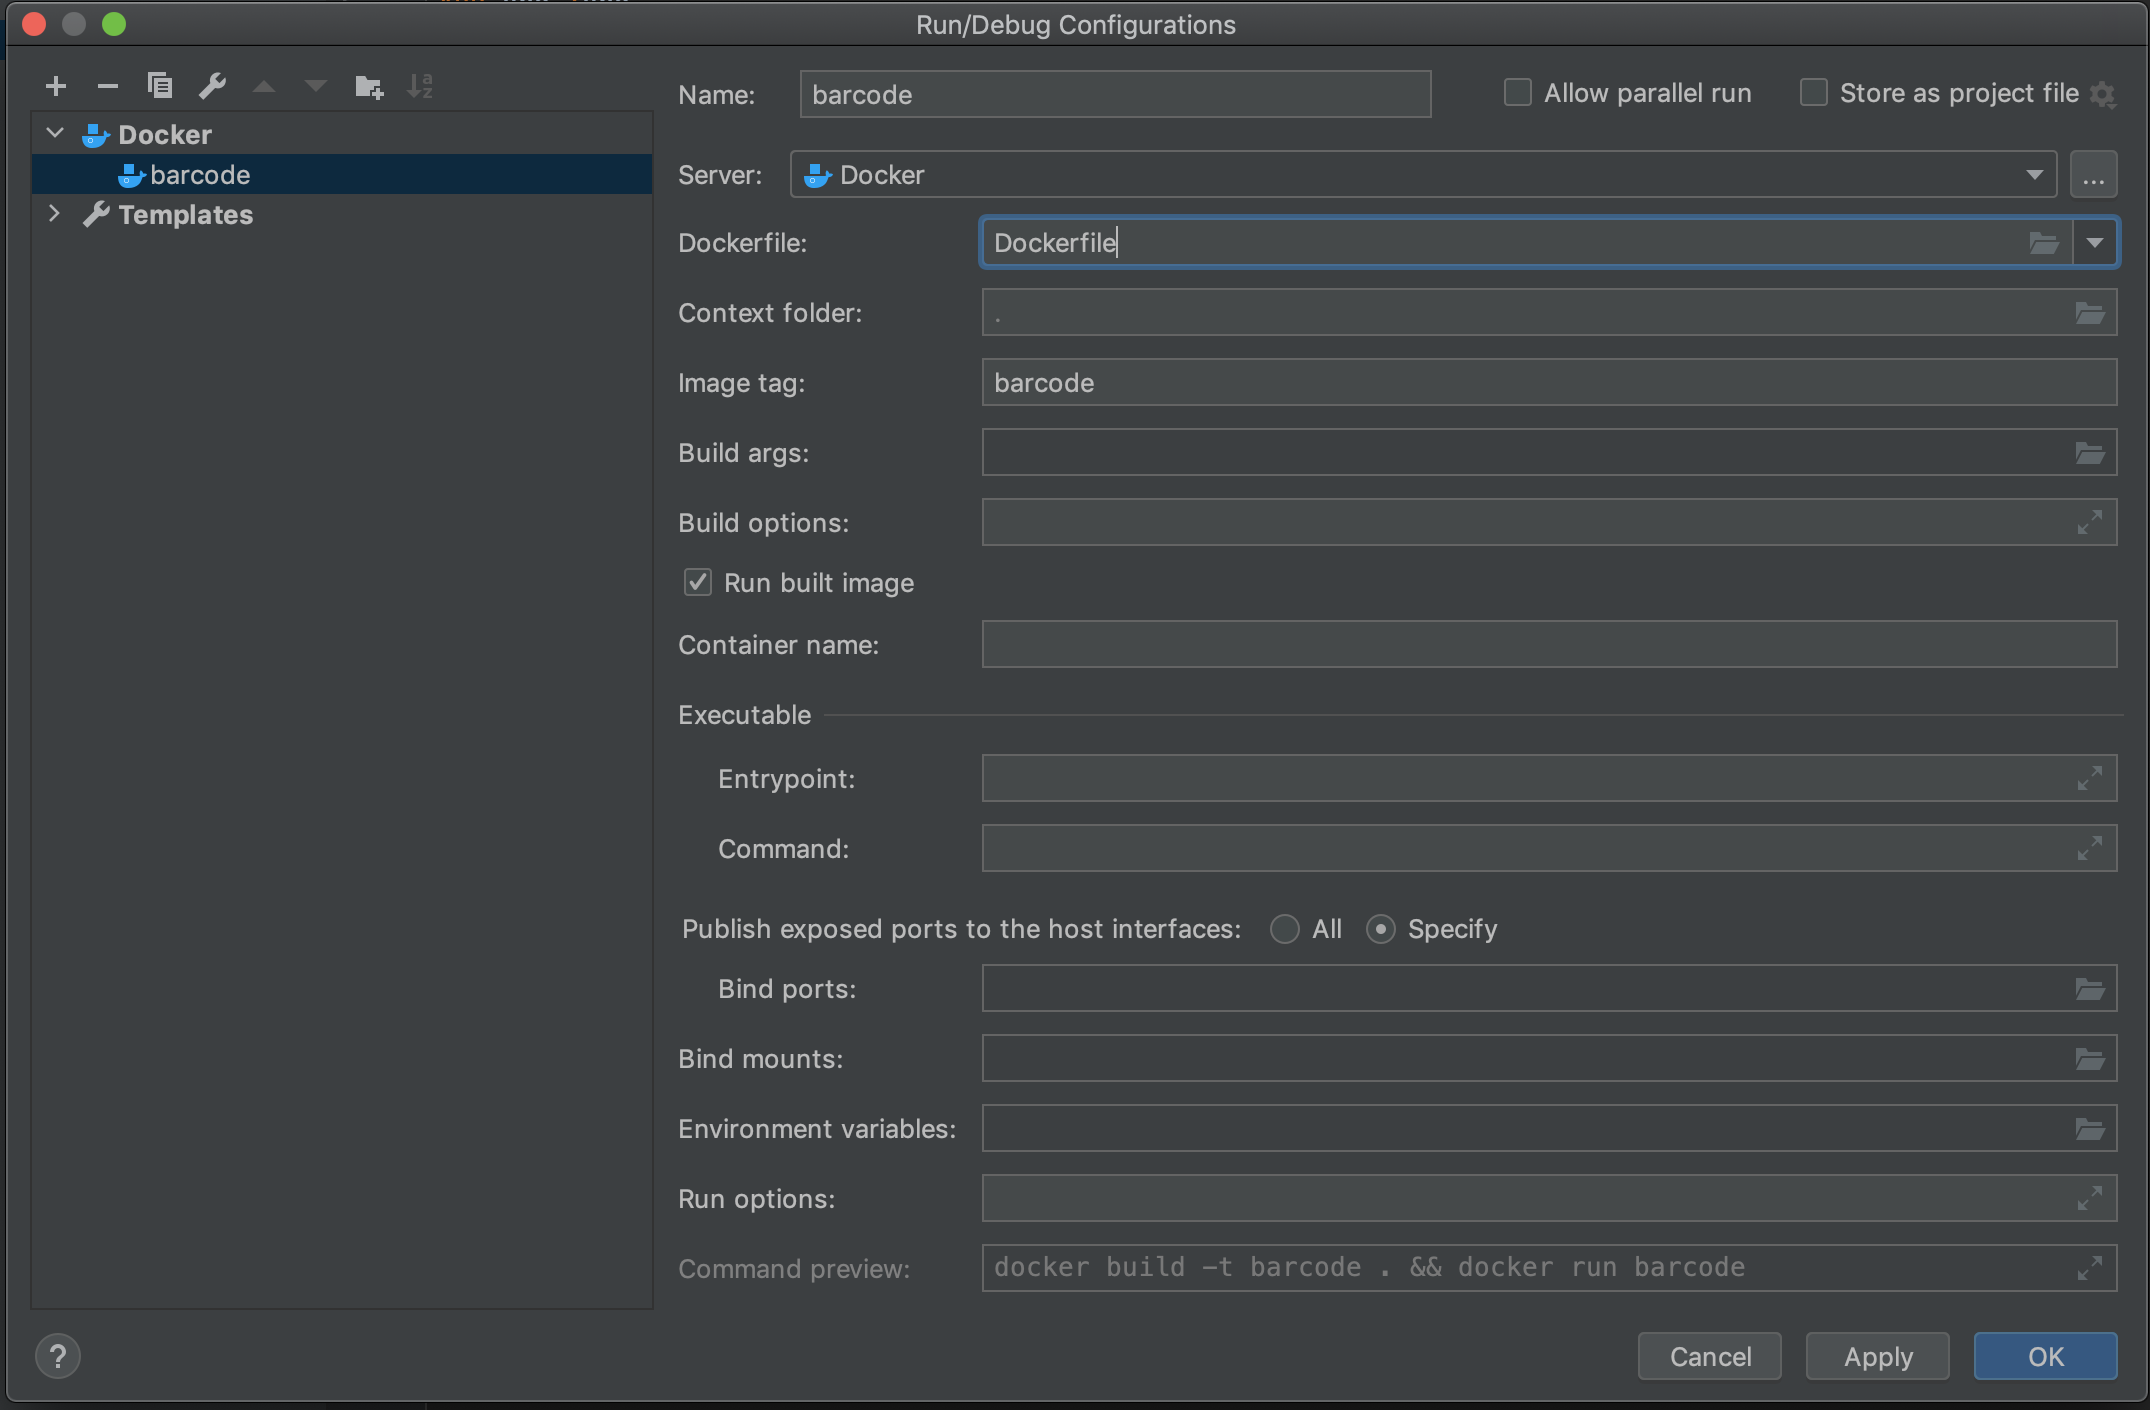 Run/Debug Configurations
Name: barcode Allow parallel run Store as project file
Docker
barcode
Templates
Server: Docker ...
Dockerfile: Dockerfile
Context folder: .
Image tag: barcode
Build args:
Build options:
Run built image
Container name:
Executable
Entrypoint:
Command:
Publish exposed ports to the host interfaces: All Specify
Bind ports:
Bind mounts:
Environment variables:
Run options:
Command preview: docker build -t barcode . && docker run barcode
? Cancel Apply OK